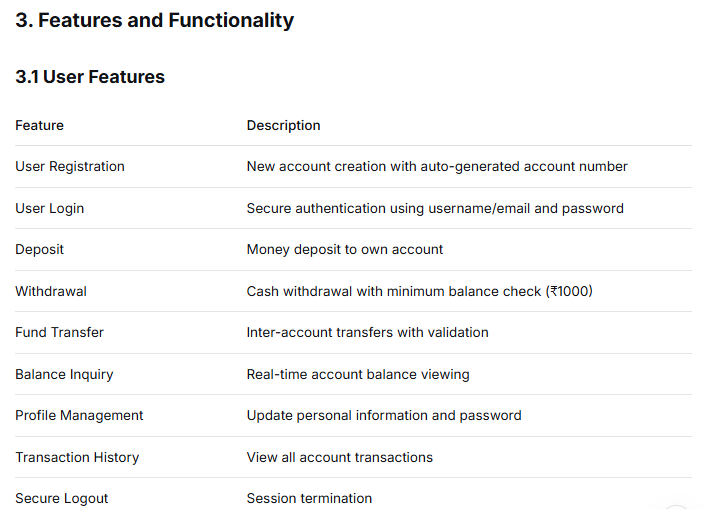 3. Features and Functionality
3.1 User Features
Feature Description
User Registration New account creation with auto-generated account number
User Login Secure authentication using username/email and password
Deposit Money deposit to own account
Withdrawal Cash withdrawal with minimum balance check (₹1000)
Fund Transfer Inter-account transfers with validation
Balance Inquiry Real-time account balance viewing
Profile Management Update personal information and password
Transaction History View all account transactions
Secure Logout Session termination